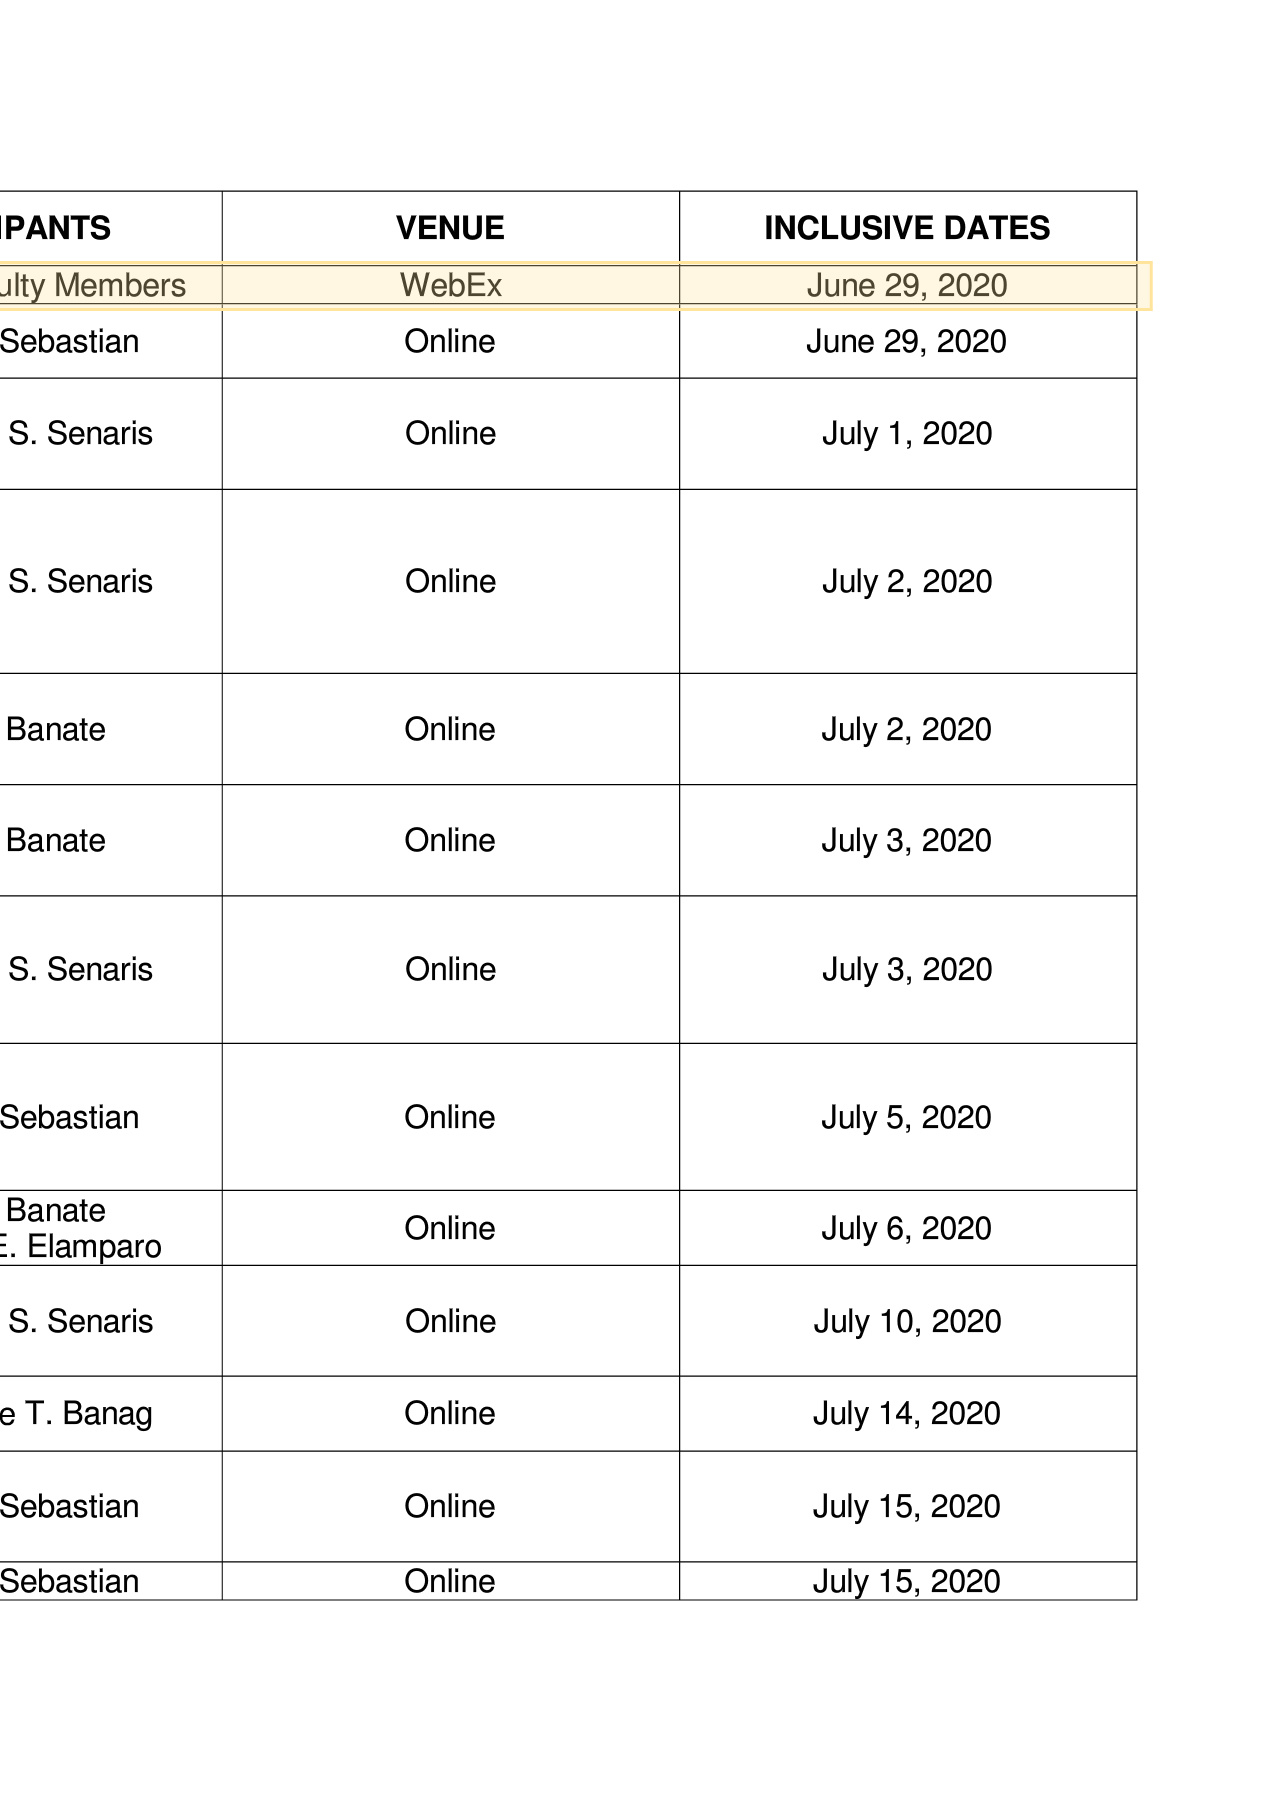 IPANTS VENUE INCLUSIVE DATES
ulty Members WebEx June 29, 2020
Sebastian Online June 29, 2020
S. Senaris Online July 1, 2020
S. Senaris Online July 2, 2020
Banate Online July 2, 2020
Banate Online July 3, 2020
S. Senaris Online July 3, 2020
Sebastian Online July 5, 2020
Banate
E. Elamparo Online July 6, 2020
S. Senaris Online July 10, 2020
e T. Banag Online July 14, 2020
Sebastian Online July 15, 2020
Sebastian Online July 15, 2020